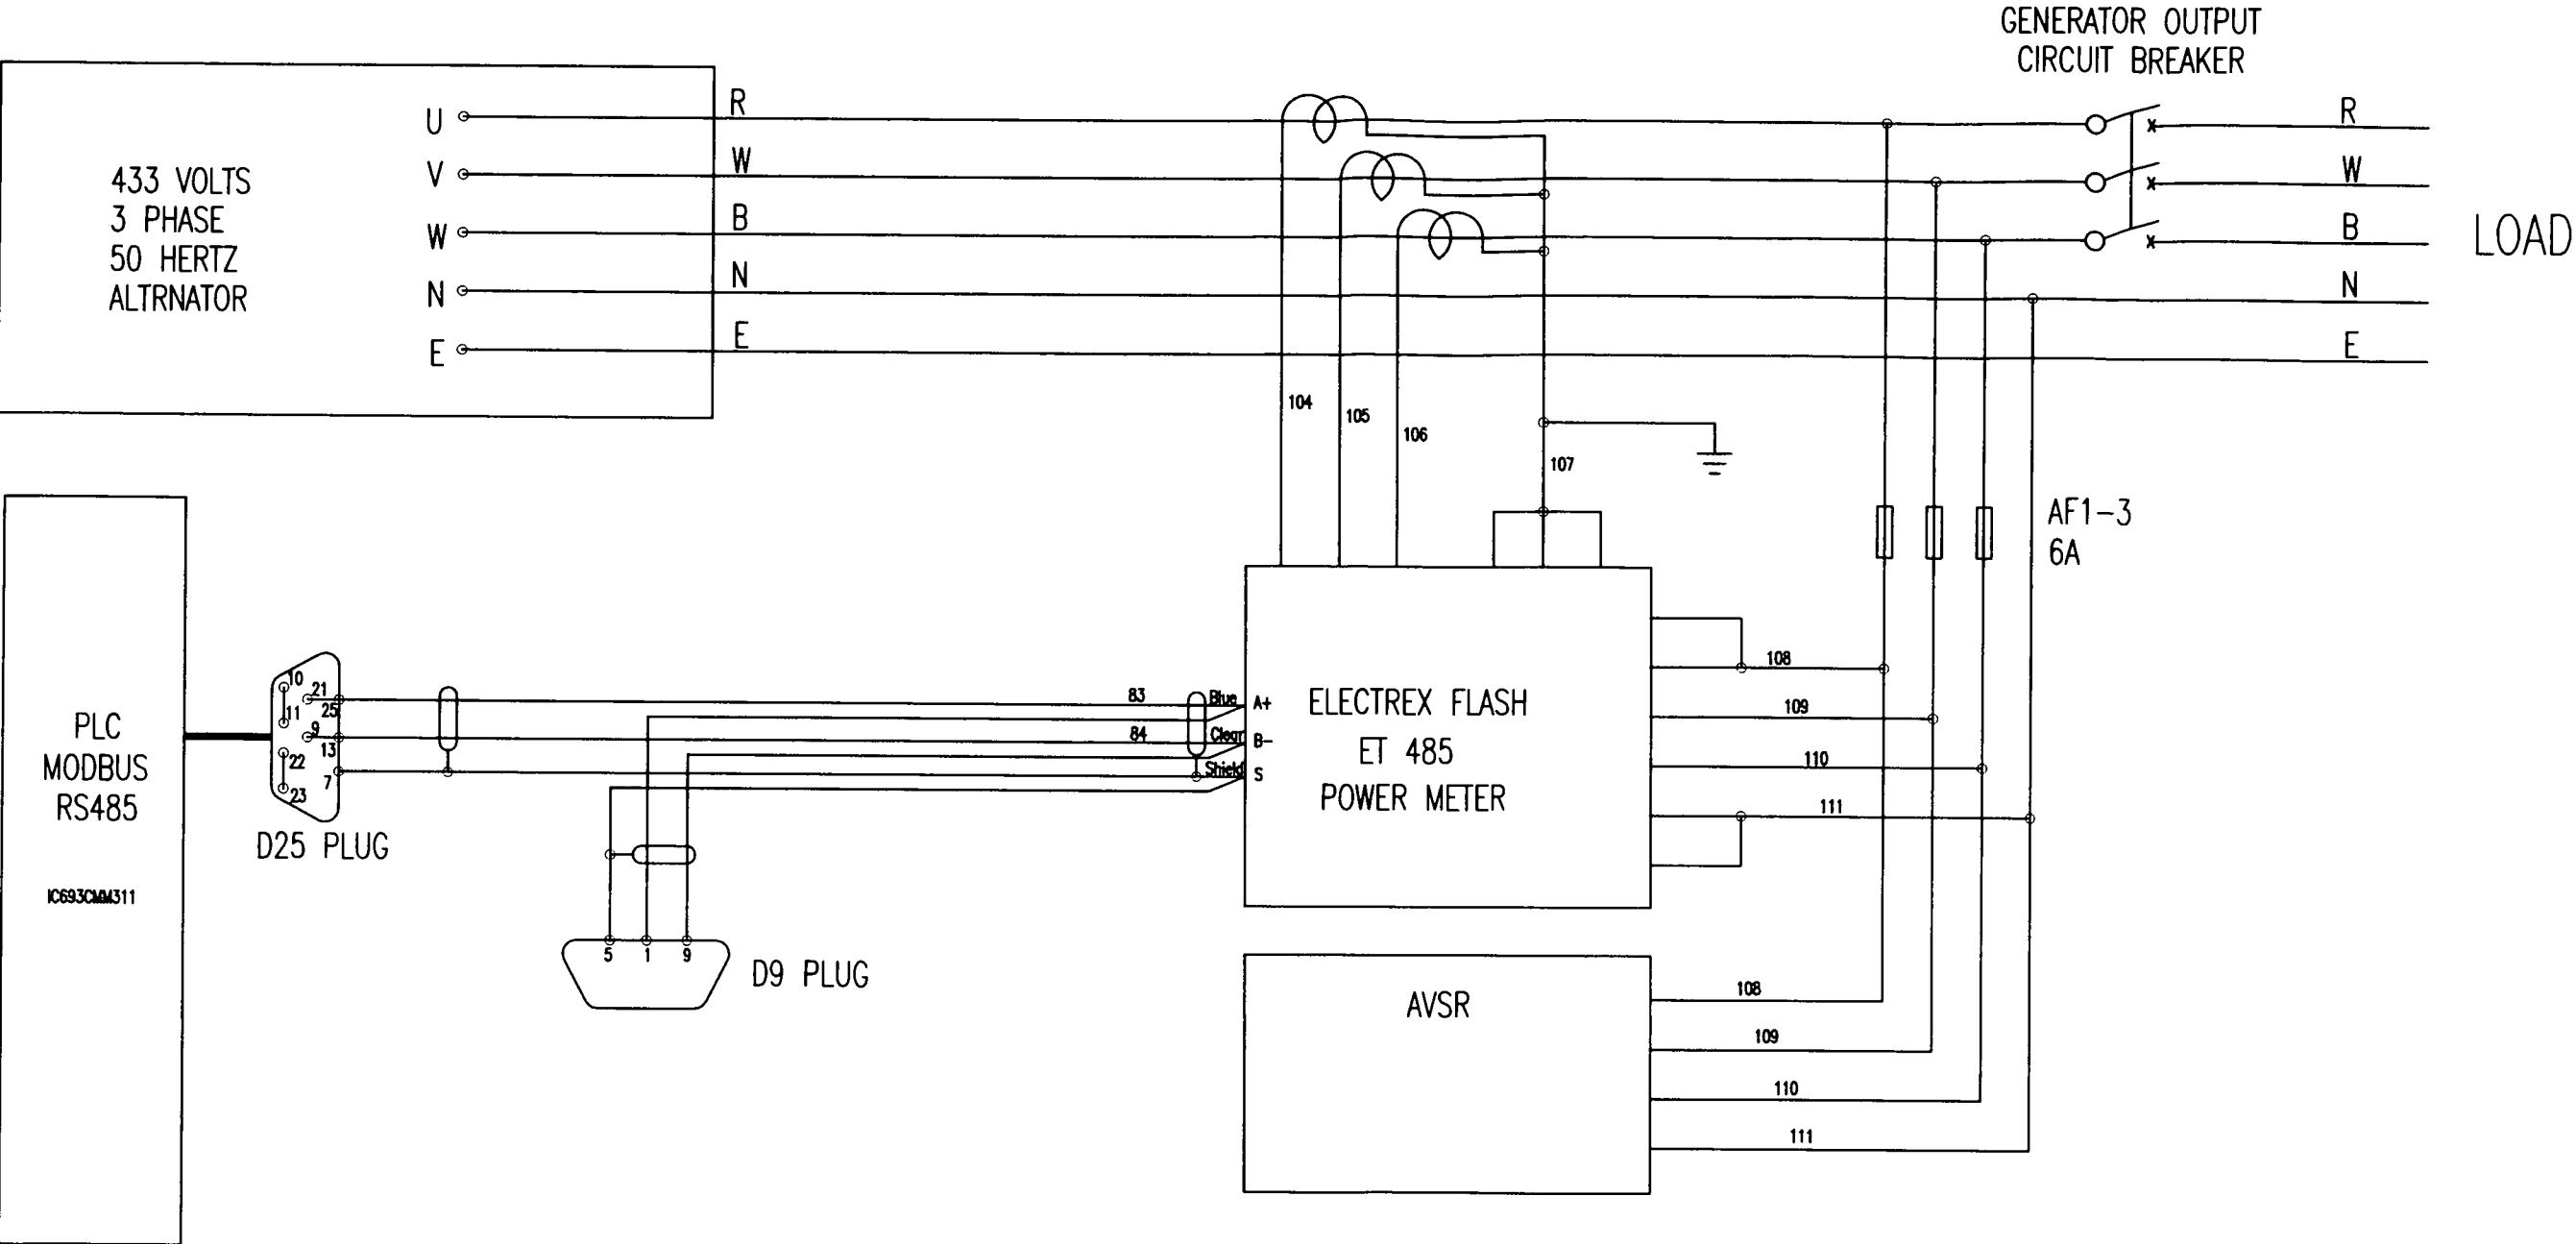 GENERATOR OUTPUT
CIRCUIT BREAKER
433 VOLTS
3 PHASE
50 HERTZ
ALTRNATOR
U
V
W
N
E
R
W
B
N
E
R
W
B
N
E
LOAD
104
105
106
107
AF1-3
6A
PLC
MODBUS
RS485
IC693CMM311
10
21
11
25
9
13
22
7
23
D25 PLUG
83
Blue
A+
84
Clear
B-
Shield
S
ELECTREX FLASH
ET 485
POWER METER
108
109
110
111
5
1
9
D9 PLUG
AVSR
108
109
110
111